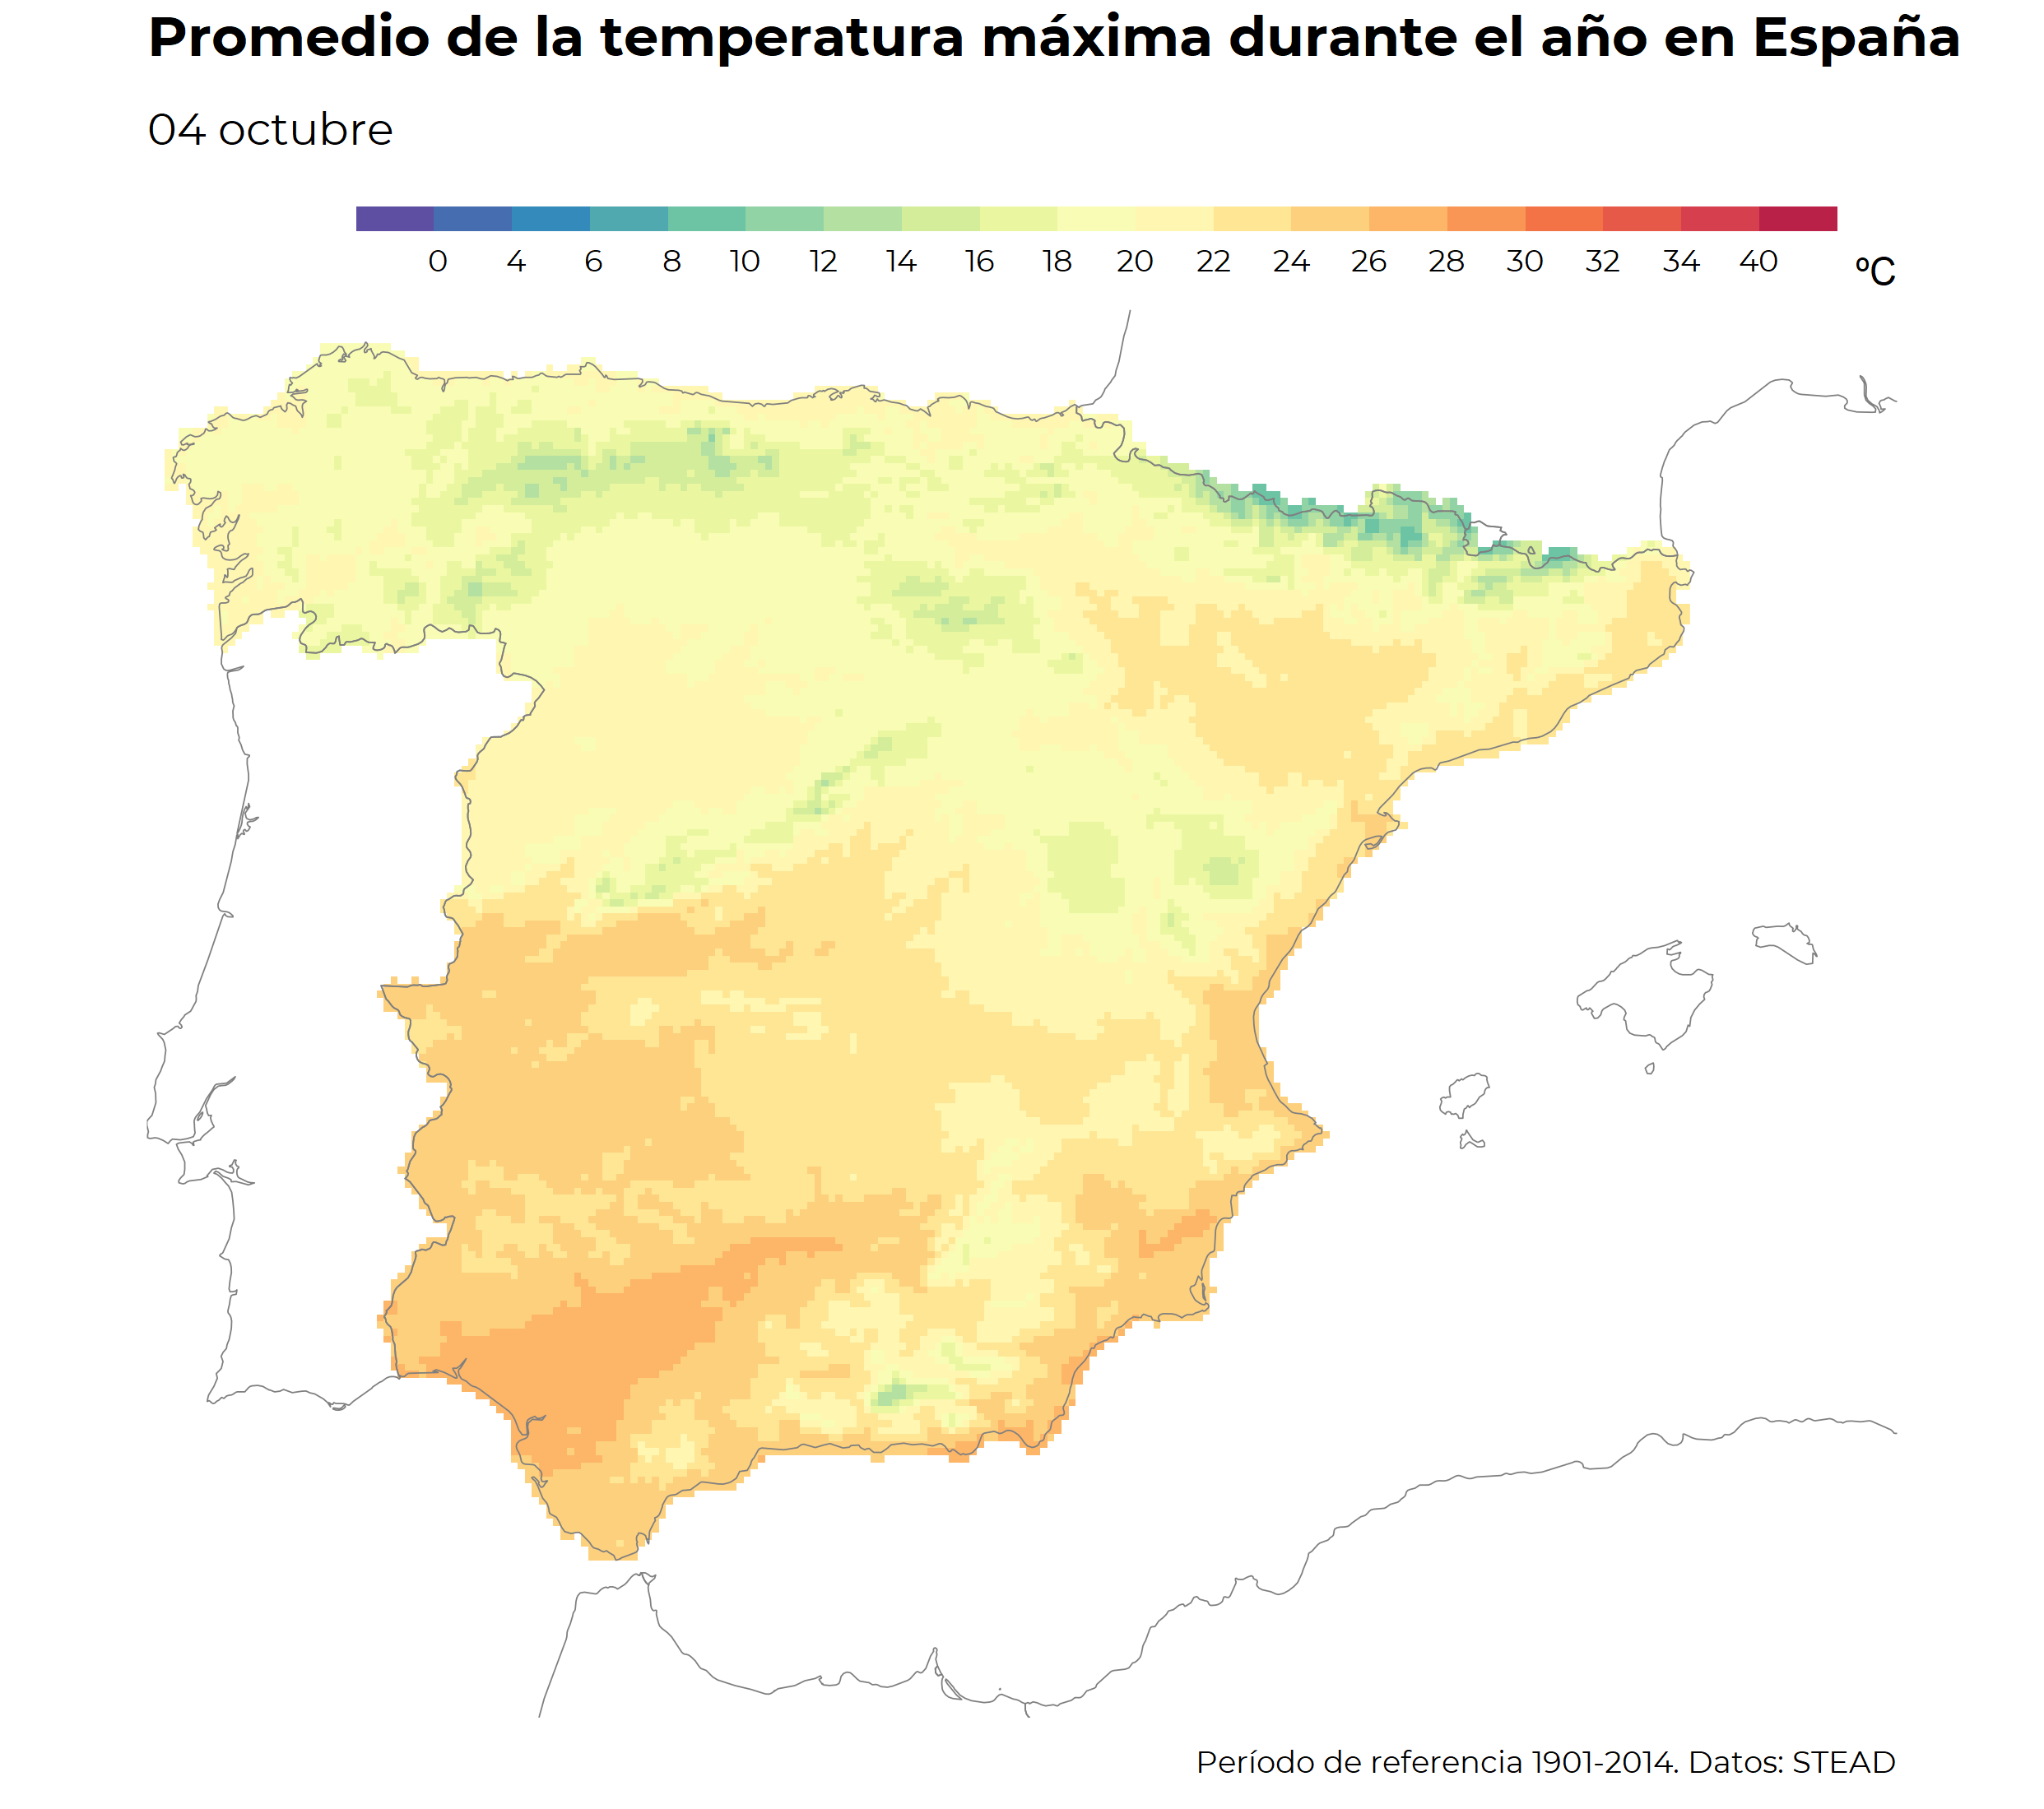 Promedio de la temperatura máxima durante el año en España
04 octubre
0 4 6 8 10 12 14 16 18 20 22 24 26 28 30 32 34 40 ºC
Período de referencia 1901-2014. Datos: STEAD